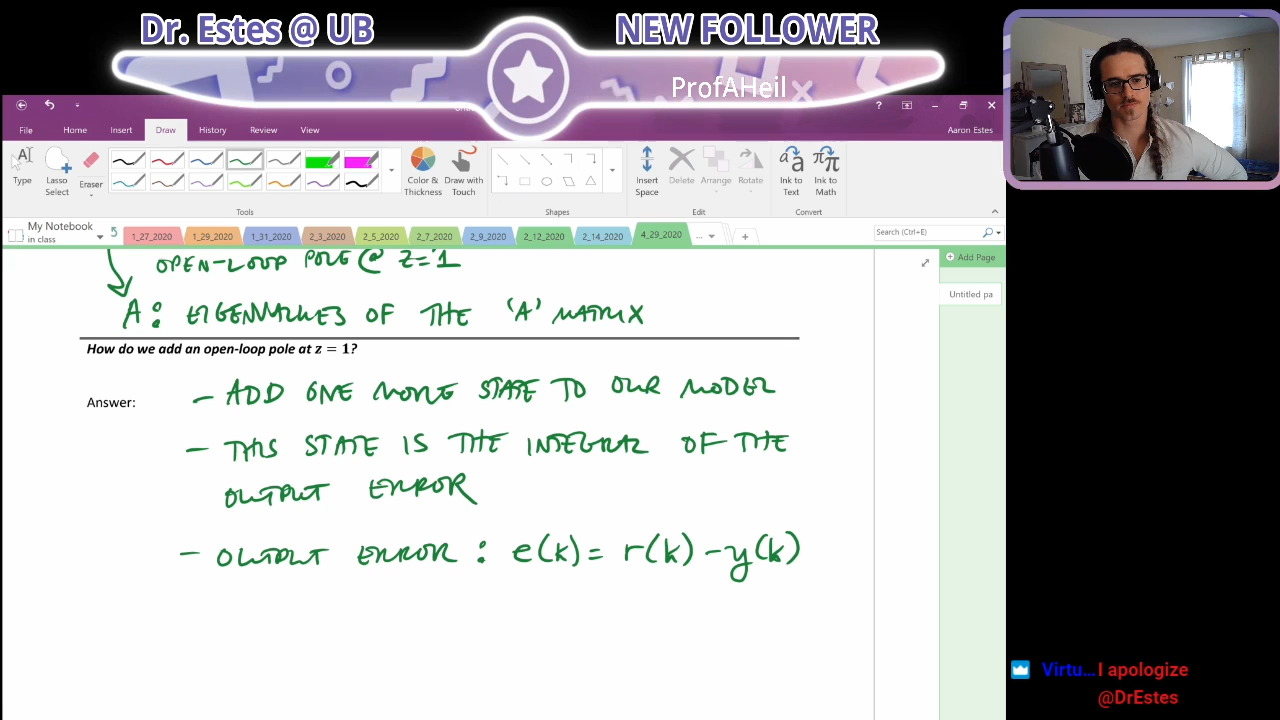 Dr. Estes @ UB
NEW FOLLOWER
ProfAHeil
File Home Insert Draw History Review View
Aaron Estes
Type
Lasso Select
Eraser
Color & Thickness
Draw with Touch
Insert Space
Delete
Arrange
Rotate
Ink to Text
Ink to Math
Tools
Shapes
Edit
Convert
My Notebook
in class
1_27_2020 1_29_2020 1_31_2020 2_3_2020 2_5_2020 2_7_2020 2_9_2020 2_12_2020 2_14_2020 4_29_2020 ...
Search (Ctrl+E)
Add Page
Untitled pa
OPEN-LOOP POLE @ z=1
A: EIGENVALUES OF THE 'A' MATRIX
How do we add an open-loop pole at z = 1?
Answer:
- ADD ONE MORE STATE TO OUR MODEL
- THIS STATE IS THE INTEGRAL OF THE
OUTPUT ERROR
- OUTPUT ERROR: e(k) = r(k) - y(k)
Virtu... I apologize
@DrEstes